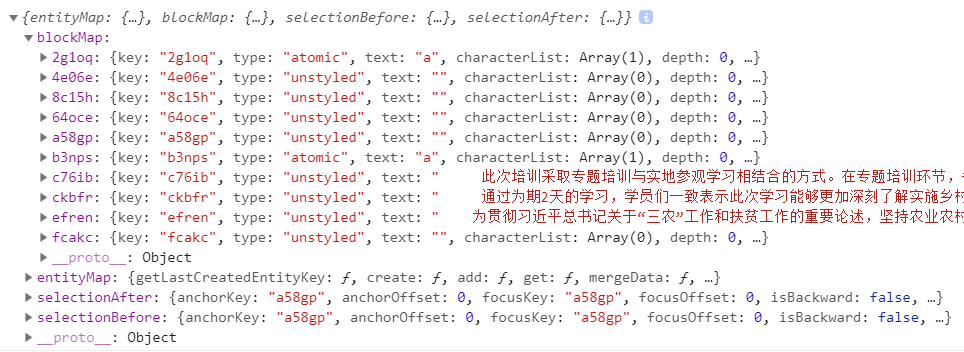 {entityMap: {…}, blockMap: {…}, selectionBefore: {…}, selectionAfter: {…}} i
blockMap:
2g1oq: {key: "2g1oq", type: "atomic", text: "a", characterList: Array(1), depth: 0, …}
4e06e: {key: "4e06e", type: "unstyled", text: "", characterList: Array(0), depth: 0, …}
8c15h: {key: "8c15h", type: "unstyled", text: "", characterList: Array(0), depth: 0, …}
64oce: {key: "64oce", type: "unstyled", text: "", characterList: Array(0), depth: 0, …}
a58gp: {key: "a58gp", type: "unstyled", text: "", characterList: Array(0), depth: 0, …}
b3nps: {key: "b3nps", type: "atomic", text: "a", characterList: Array(1), depth: 0, …}
c76ib: {key: "c76ib", type: "unstyled", text: " 此次培训采取专题培训与实地参观学习相结合的方式。在专题培训环节，
ckbfr: {key: "ckbfr", type: "unstyled", text: " 通过为期2天的学习，学员们一致表示此次学习能够更加深刻了解实施乡村
efren: {key: "efren", type: "unstyled", text: " 为贯彻习近平总书记关于“三农”工作和扶贫工作的重要论述，坚持农业农村
fcakc: {key: "fcakc", type: "unstyled", text: "", characterList: Array(0), depth: 0, …}
__proto__: Object
entityMap: {getLastCreatedEntityKey: ƒ, create: ƒ, add: ƒ, get: ƒ, mergeData: ƒ, …}
selectionAfter: {anchorKey: "a58gp", anchorOffset: 0, focusKey: "a58gp", focusOffset: 0, isBackward: false, …}
selectionBefore: {anchorKey: "a58gp", anchorOffset: 0, focusKey: "a58gp", focusOffset: 0, isBackward: false, …}
__proto__: Object